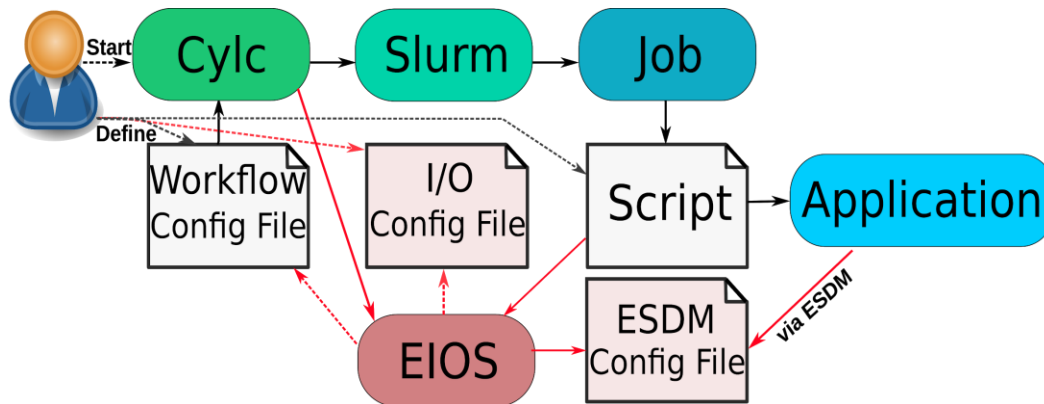 Start
Cylc
Slurm
Job
Define
Workflow
Config File
I/O
Config File
Script
Application
EIOS
ESDM
Config File
via ESDM